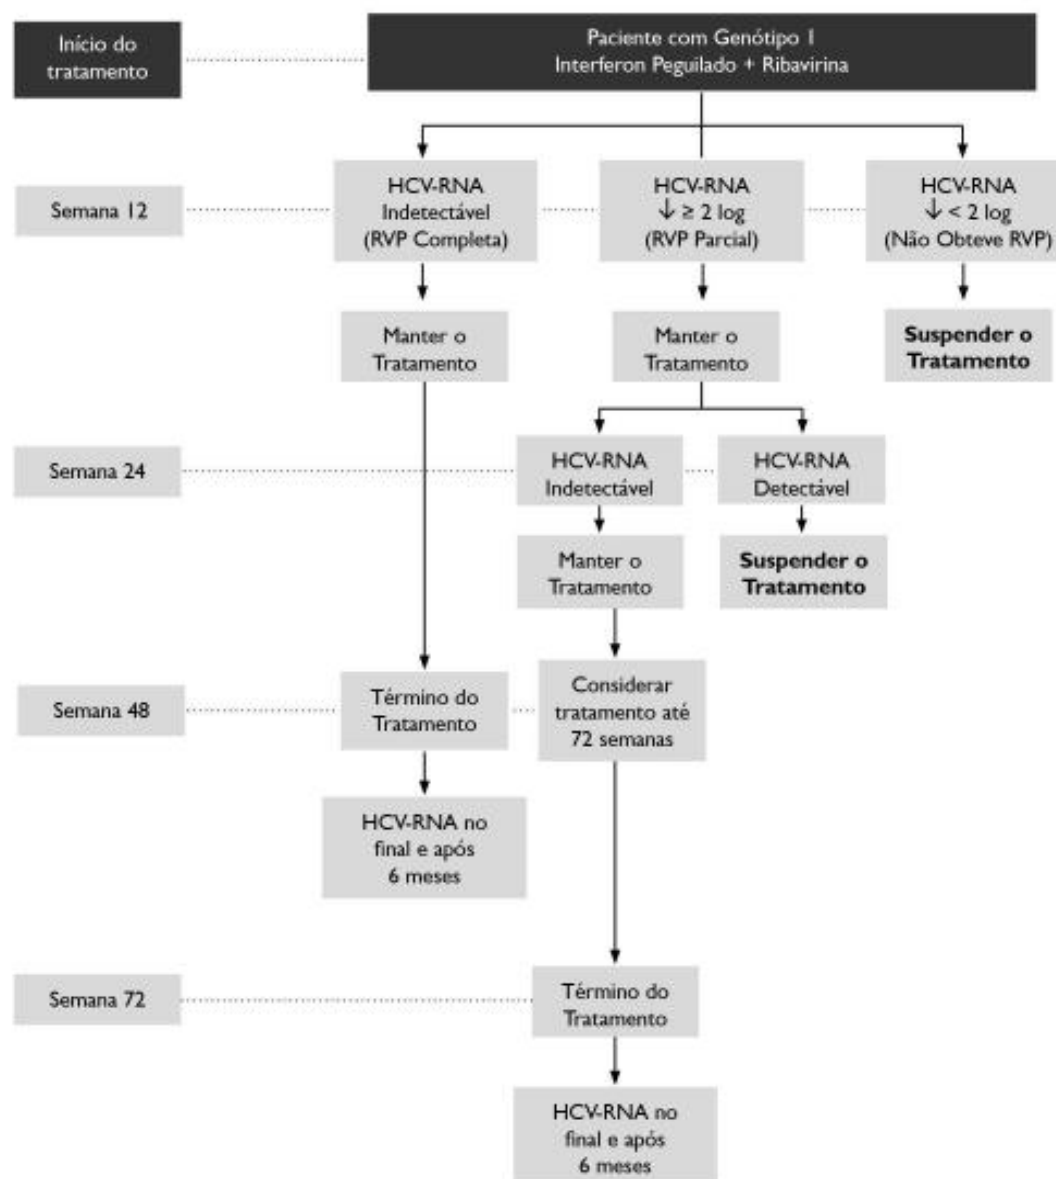 Início do
tratamento
Paciente com Genótipo 1
Interferon Peguilado + Ribavirina
Semana 12
HCV-RNA
Indetectável
(RVP Completa)
HCV-RNA
↓ ≥ 2 log
(RVP Parcial)
HCV-RNA
↓ < 2 log
(Não Obteve RVP)
Manter o
Tratamento
Manter o
Tratamento
Suspender o
Tratamento
Semana 24
HCV-RNA
Indetectável
HCV-RNA
Detectável
Manter o
Tratamento
Suspender o
Tratamento
Semana 48
Término do
Tratamento
Considerar
tratamento até
72 semanas
HCV-RNA no
final e após
6 meses
Semana 72
Término do
Tratamento
HCV-RNA no
final e após
6 meses